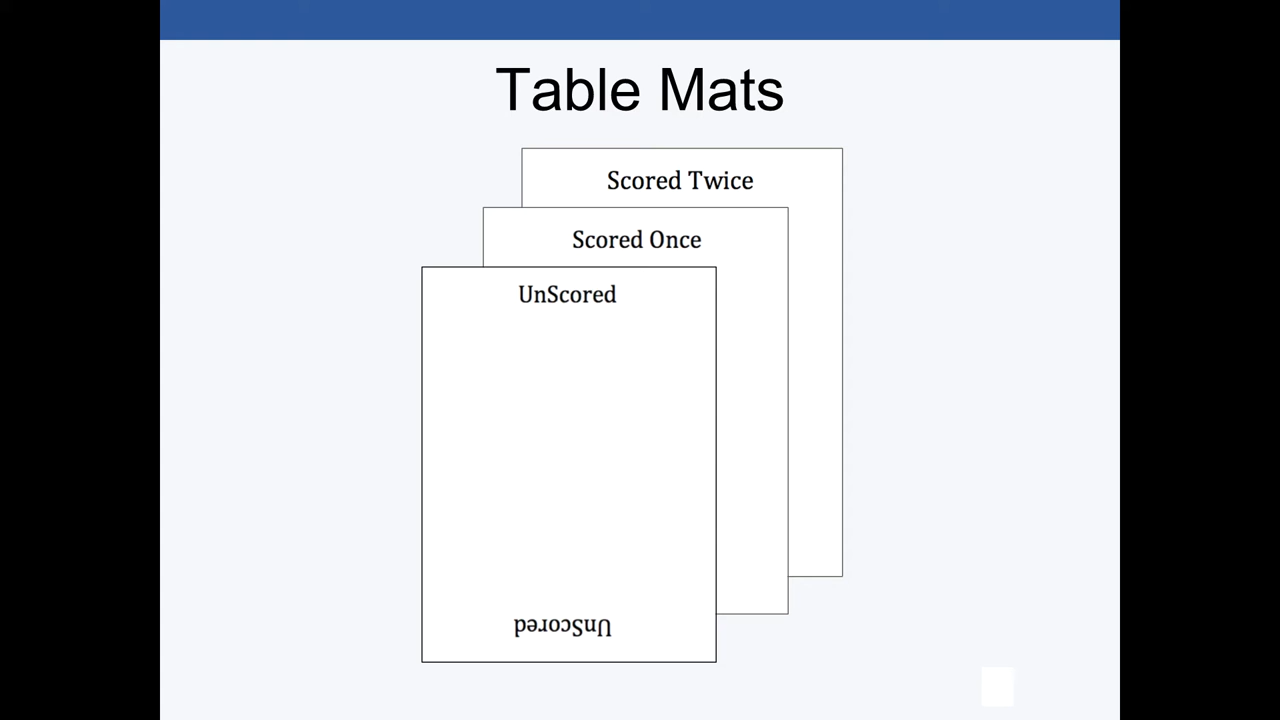 Table Mats
Scored Twice
Scored Once
UnScored
UnScored